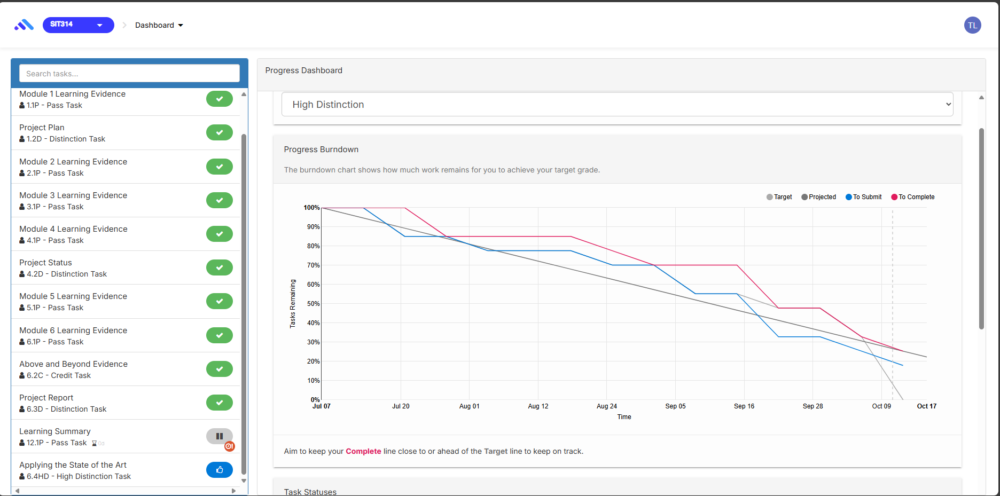 SIT314
Dashboard
TL
Search tasks...
Module 1 Learning Evidence
1.1P - Pass Task
Project Plan
1.2D - Distinction Task
Module 2 Learning Evidence
2.1P - Pass Task
Module 3 Learning Evidence
3.1P - Pass Task
Module 4 Learning Evidence
4.1P - Pass Task
Project Status
4.2D - Distinction Task
Module 5 Learning Evidence
5.1P - Pass Task
Module 6 Learning Evidence
6.1P - Pass Task
Above and Beyond Evidence
6.2C - Credit Task
Project Report
6.3D - Distinction Task
Learning Summary
12.1P - Pass Task 0d
Applying the State of the Art
6.4HD - High Distinction Task
Progress Dashboard
High Distinction
Progress Burndown
The burndown chart shows how much work remains for you to achieve your target grade.
Target Projected To Submit To Complete
100%
90%
80%
70%
60%
50%
40%
30%
20%
10%
0%
Tasks Remaining
Jul 07 Jul 20 Aug 01 Aug 12 Aug 24 Sep 05 Sep 16 Sep 28 Oct 09 Oct 17
Time
Aim to keep your Complete line close to or ahead of the Target line to keep on track.
Task Statuses